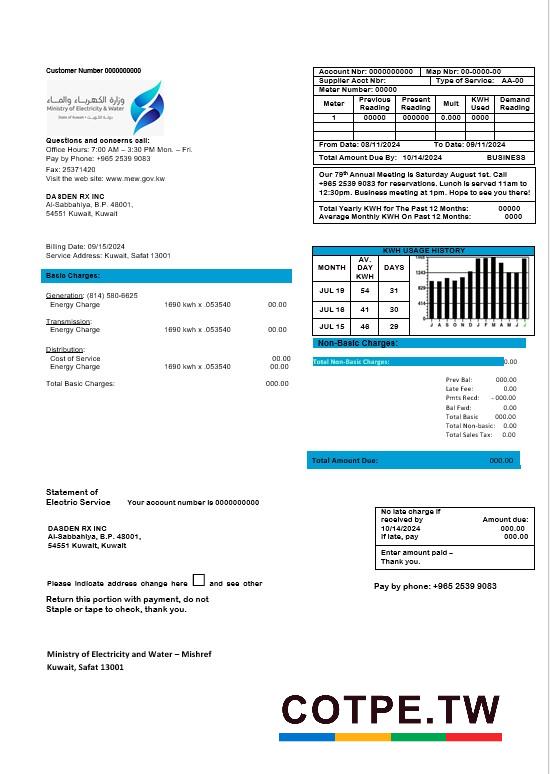 Customer Number 0000000000
وزارة الكهرباء والماء
Ministry of Electricity & Water
State of Kuwait
Questions and concerns call:
Office Hours: 7:00 AM – 3:30 PM Mon. – Fri.
Pay by Phone: +965 2539 9083
Fax: 25371420
Visit the web site: www.mew.gov.kw
DASDEN RX INC
Al-Sabbahiya, B.P. 48001,
54551 Kuwait, Kuwait
Billing Date: 09/15/2024
Service Address: Kuwait, Safat 13001
Basic Charges:
Generation: (814) 580-6625
Energy Charge 1690 kwh x .053540 00.00
Transmission:
Energy Charge 1690 kwh x .053540 00.00
Distribution:
Cost of Service 00.00
Energy Charge 1690 kwh x .053540 00.00
Total Basic Charges: 000.00
Account Nbr: 0000000000 Map Nbr: 00-0000-00
Supplier Acct Nbr: Type of Service: AA-00
Meter Number: 00000
Meter Previous Reading Present Reading Mult KWH Used Demand Reading
1 00000 000000 0.000 0000
From Date: 08/11/2024 To Date: 09/11/2024
Total Amount Due By: 10/14/2024 BUSINESS
Our 79th Annual Meeting is Saturday August 1st. Call
+965 2539 9083 for reservations. Lunch is served 11am to
12:30pm. Business meeting at 1pm. Hope to see you there!
Total Yearly KWH for The Past 12 Months: 00000
Average Monthly KWH On Past 12 Months: 0000
KWH USAGE HISTORY
MONTH AV. DAY KWH DAYS
JUL 19 54 31
JUL 16 41 30
JUL 15 46 29
J A S O N D J F M A M J J
Non-Basic Charges:
Total Non-Basic Charges: 0.00
Prev Bal: 000.00
Late Fee: 0.00
Pmts Recd: - 000.00
Bal Fwd: 0.00
Total Basic 000.00
Total Non-basic: 0.00
Total Sales Tax: 0.00
Total Amount Due: 000.00
Statement of
Electric Service Your account number is 0000000000
DASDEN RX INC
Al-Sabbahiya, B.P. 48001,
54551 Kuwait, Kuwait
Please indicate address change here and see other
Return this portion with payment, do not
Staple or tape to check, thank you.
No late charge if
received by Amount due:
10/14/2024 000.00
If late, pay 000.00
Enter amount paid –
Thank you.
Pay by phone: +965 2539 9083
Ministry of Electricity and Water – Mishref
Kuwait, Safat 13001
COTPE.TW